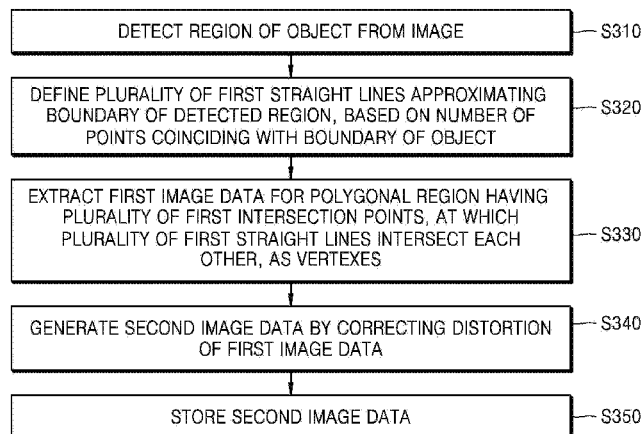 DETECT REGION OF OBJECT FROM IMAGE
S310
DEFINE PLURALITY OF FIRST STRAIGHT LINES APPROXIMATING
BOUNDARY OF DETECTED REGION, BASED ON NUMBER OF
POINTS COINCIDING WITH BOUNDARY OF OBJECT
S320
EXTRACT FIRST IMAGE DATA FOR POLYGONAL REGION HAVING
PLURALITY OF FIRST INTERSECTION POINTS, AT WHICH
PLURALITY OF FIRST STRAIGHT LINES INTERSECT EACH
OTHER, AS VERTEXES
S330
GENERATE SECOND IMAGE DATA BY CORRECTING DISTORTION
OF FIRST IMAGE DATA
S340
STORE SECOND IMAGE DATA
S350